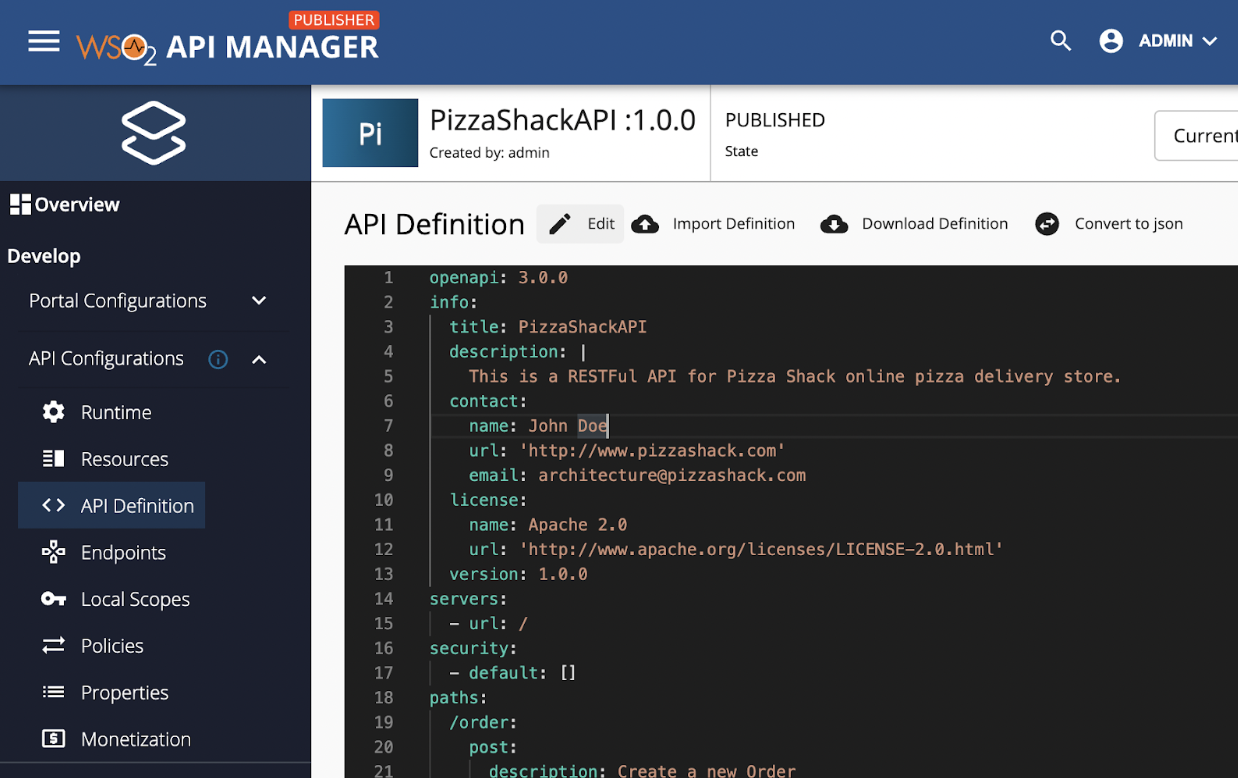 PUBLISHER
WSO2 API MANAGER
ADMIN
Pi
PizzaShackAPI :1.0.0
Created by: admin
PUBLISHED
State
Current
Overview
Develop
Portal Configurations
API Configurations
Runtime
Resources
API Definition
Endpoints
Local Scopes
Policies
Properties
Monetization
API Definition Edit Import Definition Download Definition Convert to json
1 openapi: 3.0.0
2 info:
3 title: PizzaShackAPI
4 description: |
5 This is a RESTFul API for Pizza Shack online pizza delivery store.
6 contact:
7 name: John Doe
8 url: 'http://www.pizzashack.com'
9 email: architecture@pizzashack.com
10 license:
11 name: Apache 2.0
12 url: 'http://www.apache.org/licenses/LICENSE-2.0.html'
13 version: 1.0.0
14 servers:
15 - url: /
16 security:
17 - default: []
18 paths:
19 /order:
20 post:
21 description: Create a new Order